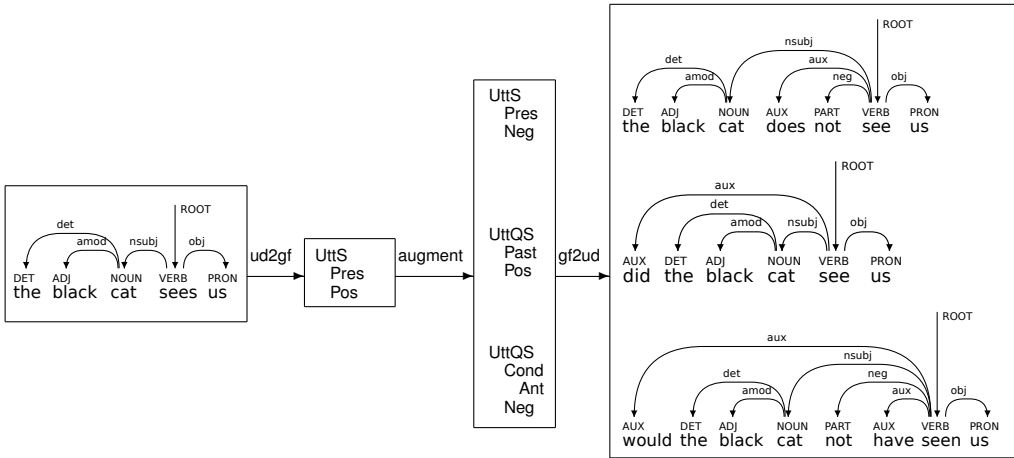 ROOT
det
amod
nsubj
obj
DET ADJ NOUN VERB PRON
the black cat sees us
ud2gf
UttS
Pres
Pos
augment
UttS
Pres
Neg
UttQS
Past
Pos
UttQS
Cond
Ant
Neg
gf2ud
ROOT
nsubj
det
aux
amod
neg
obj
DET ADJ NOUN AUX PART VERB PRON
the black cat does not see us
ROOT
aux
det
amod
nsubj
obj
AUX DET ADJ NOUN VERB PRON
did the black cat see us
ROOT
aux
nsubj
det
neg
amod
aux
obj
AUX DET ADJ NOUN PART AUX VERB PRON
would the black cat not have seen us